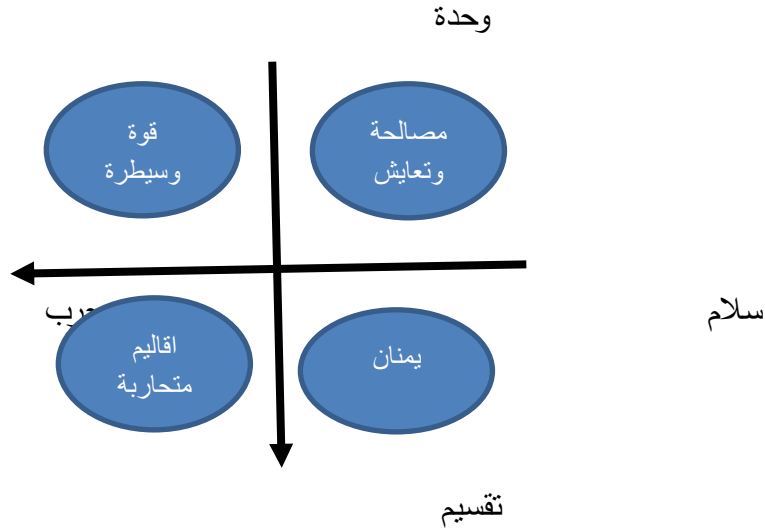 وحدة
مصالحة
وتعايش
قوة
وسيطرة
سلام
يمنان
اقاليم
متحاربة
تقسيم